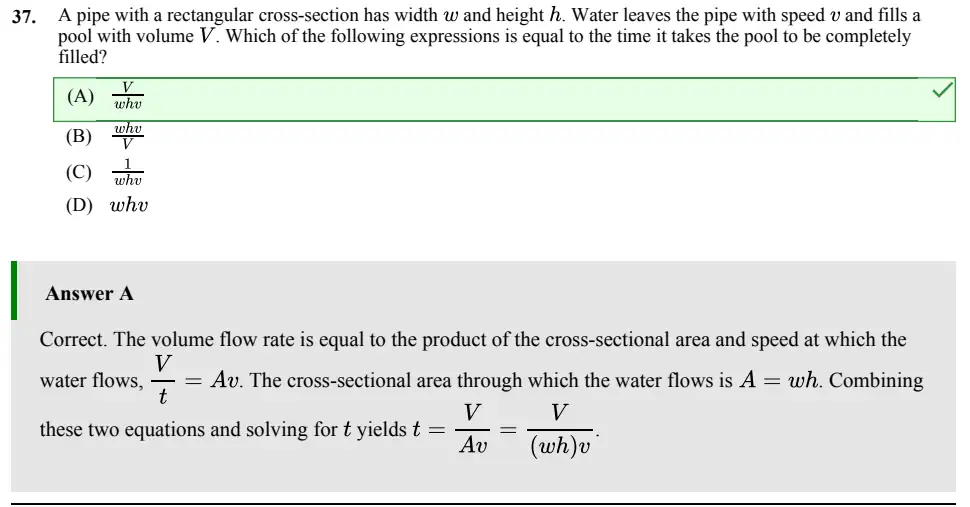 37. A pipe with a rectangular cross-section has width w and height h. Water leaves the pipe with speed v and fills a
pool with volume V. Which of the following expressions is equal to the time it takes the pool to be completely
filled?
(A) V/whv
(B) whv/V
(C) 1/whv
(D) whv
Answer A
Correct. The volume flow rate is equal to the product of the cross-sectional area and speed at which the
water flows, V/t = Av. The cross-sectional area through which the water flows is A = wh. Combining
these two equations and solving for t yields t = V/Av = V/(wh)v.